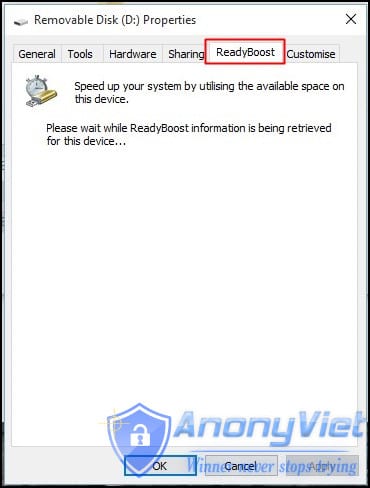 Removable Disk (D:) Properties
General Tools Hardware Sharing ReadyBoost Customise
Speed up your system by utilising the available space on
this device.
Please wait while ReadyBoost information is being retrieved
for this device...
AnonyViet
Winner never stops trying
OK Cancel Apply